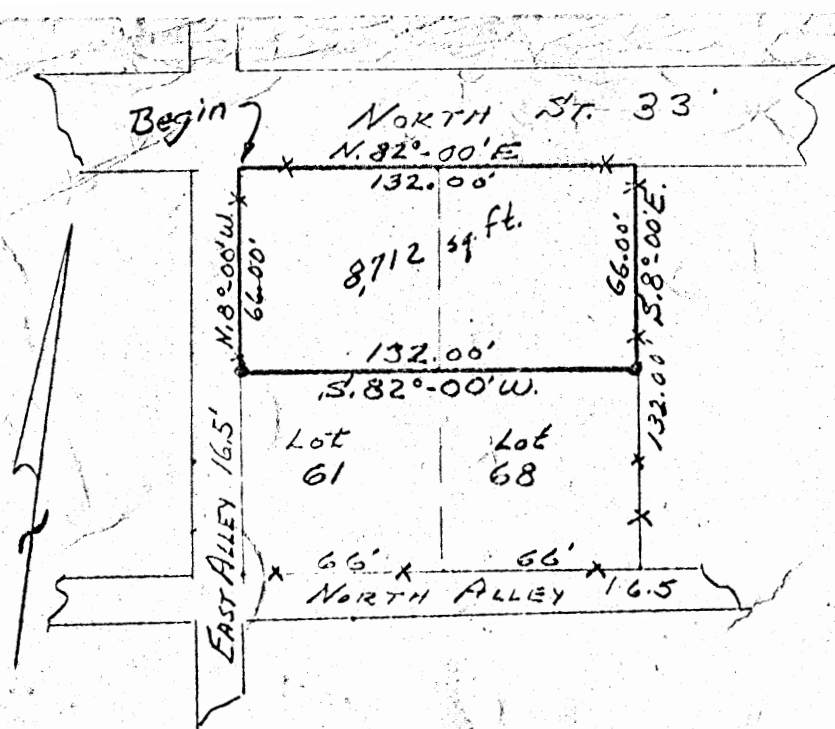 Begin
NORTH ST. 33'
N. 82°-00' E
132.00'
N. 8°-00' W.
66.00'
8,712 sq. ft.
66.00'
S. 8°-00' E.
132.00'
132.00'
S. 82°-00' W.
Lot
61
Lot
68
EAST ALLEY 16.5'
66'
66'
NORTH ALLEY 16.5